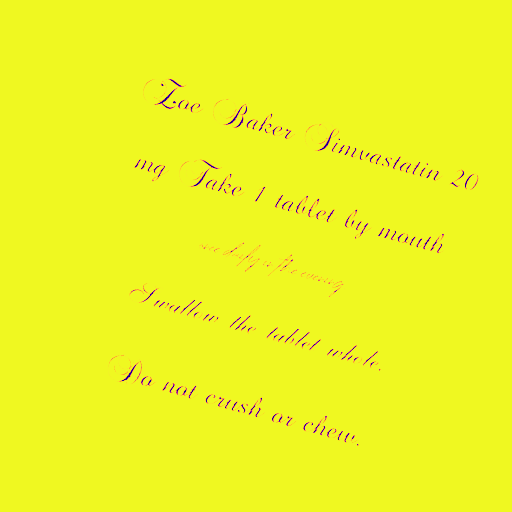 Zoe Baker Simvastatin 20
mg Take 1 tablet by mouth
Swallow the tablet whole.
Do not crush or chew.